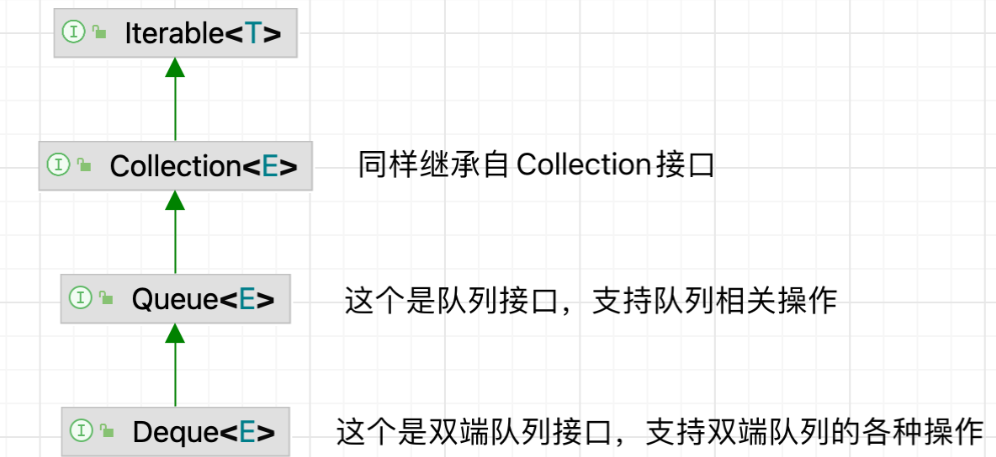 I Iterable<T>
I Collection<E> 同样继承自Collection接口
I Queue<E> 这个是队列接口，支持队列相关操作
I Deque<E> 这个是双端队列接口，支持双端队列的各种操作